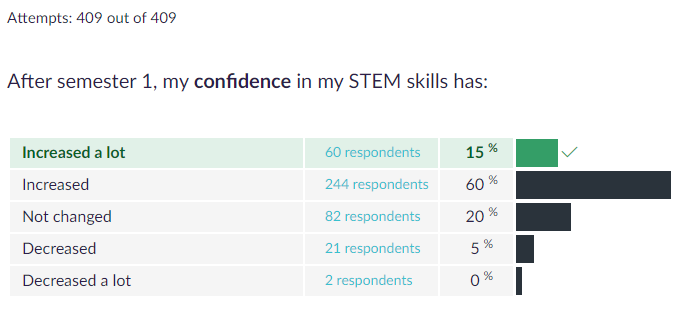 Attempts: 409 out of 409
After semester 1, my confidence in my STEM skills has:
Increased a lot 60 respondents 15 %
Increased 244 respondents 60 %
Not changed 82 respondents 20 %
Decreased 21 respondents 5 %
Decreased a lot 2 respondents 0 %